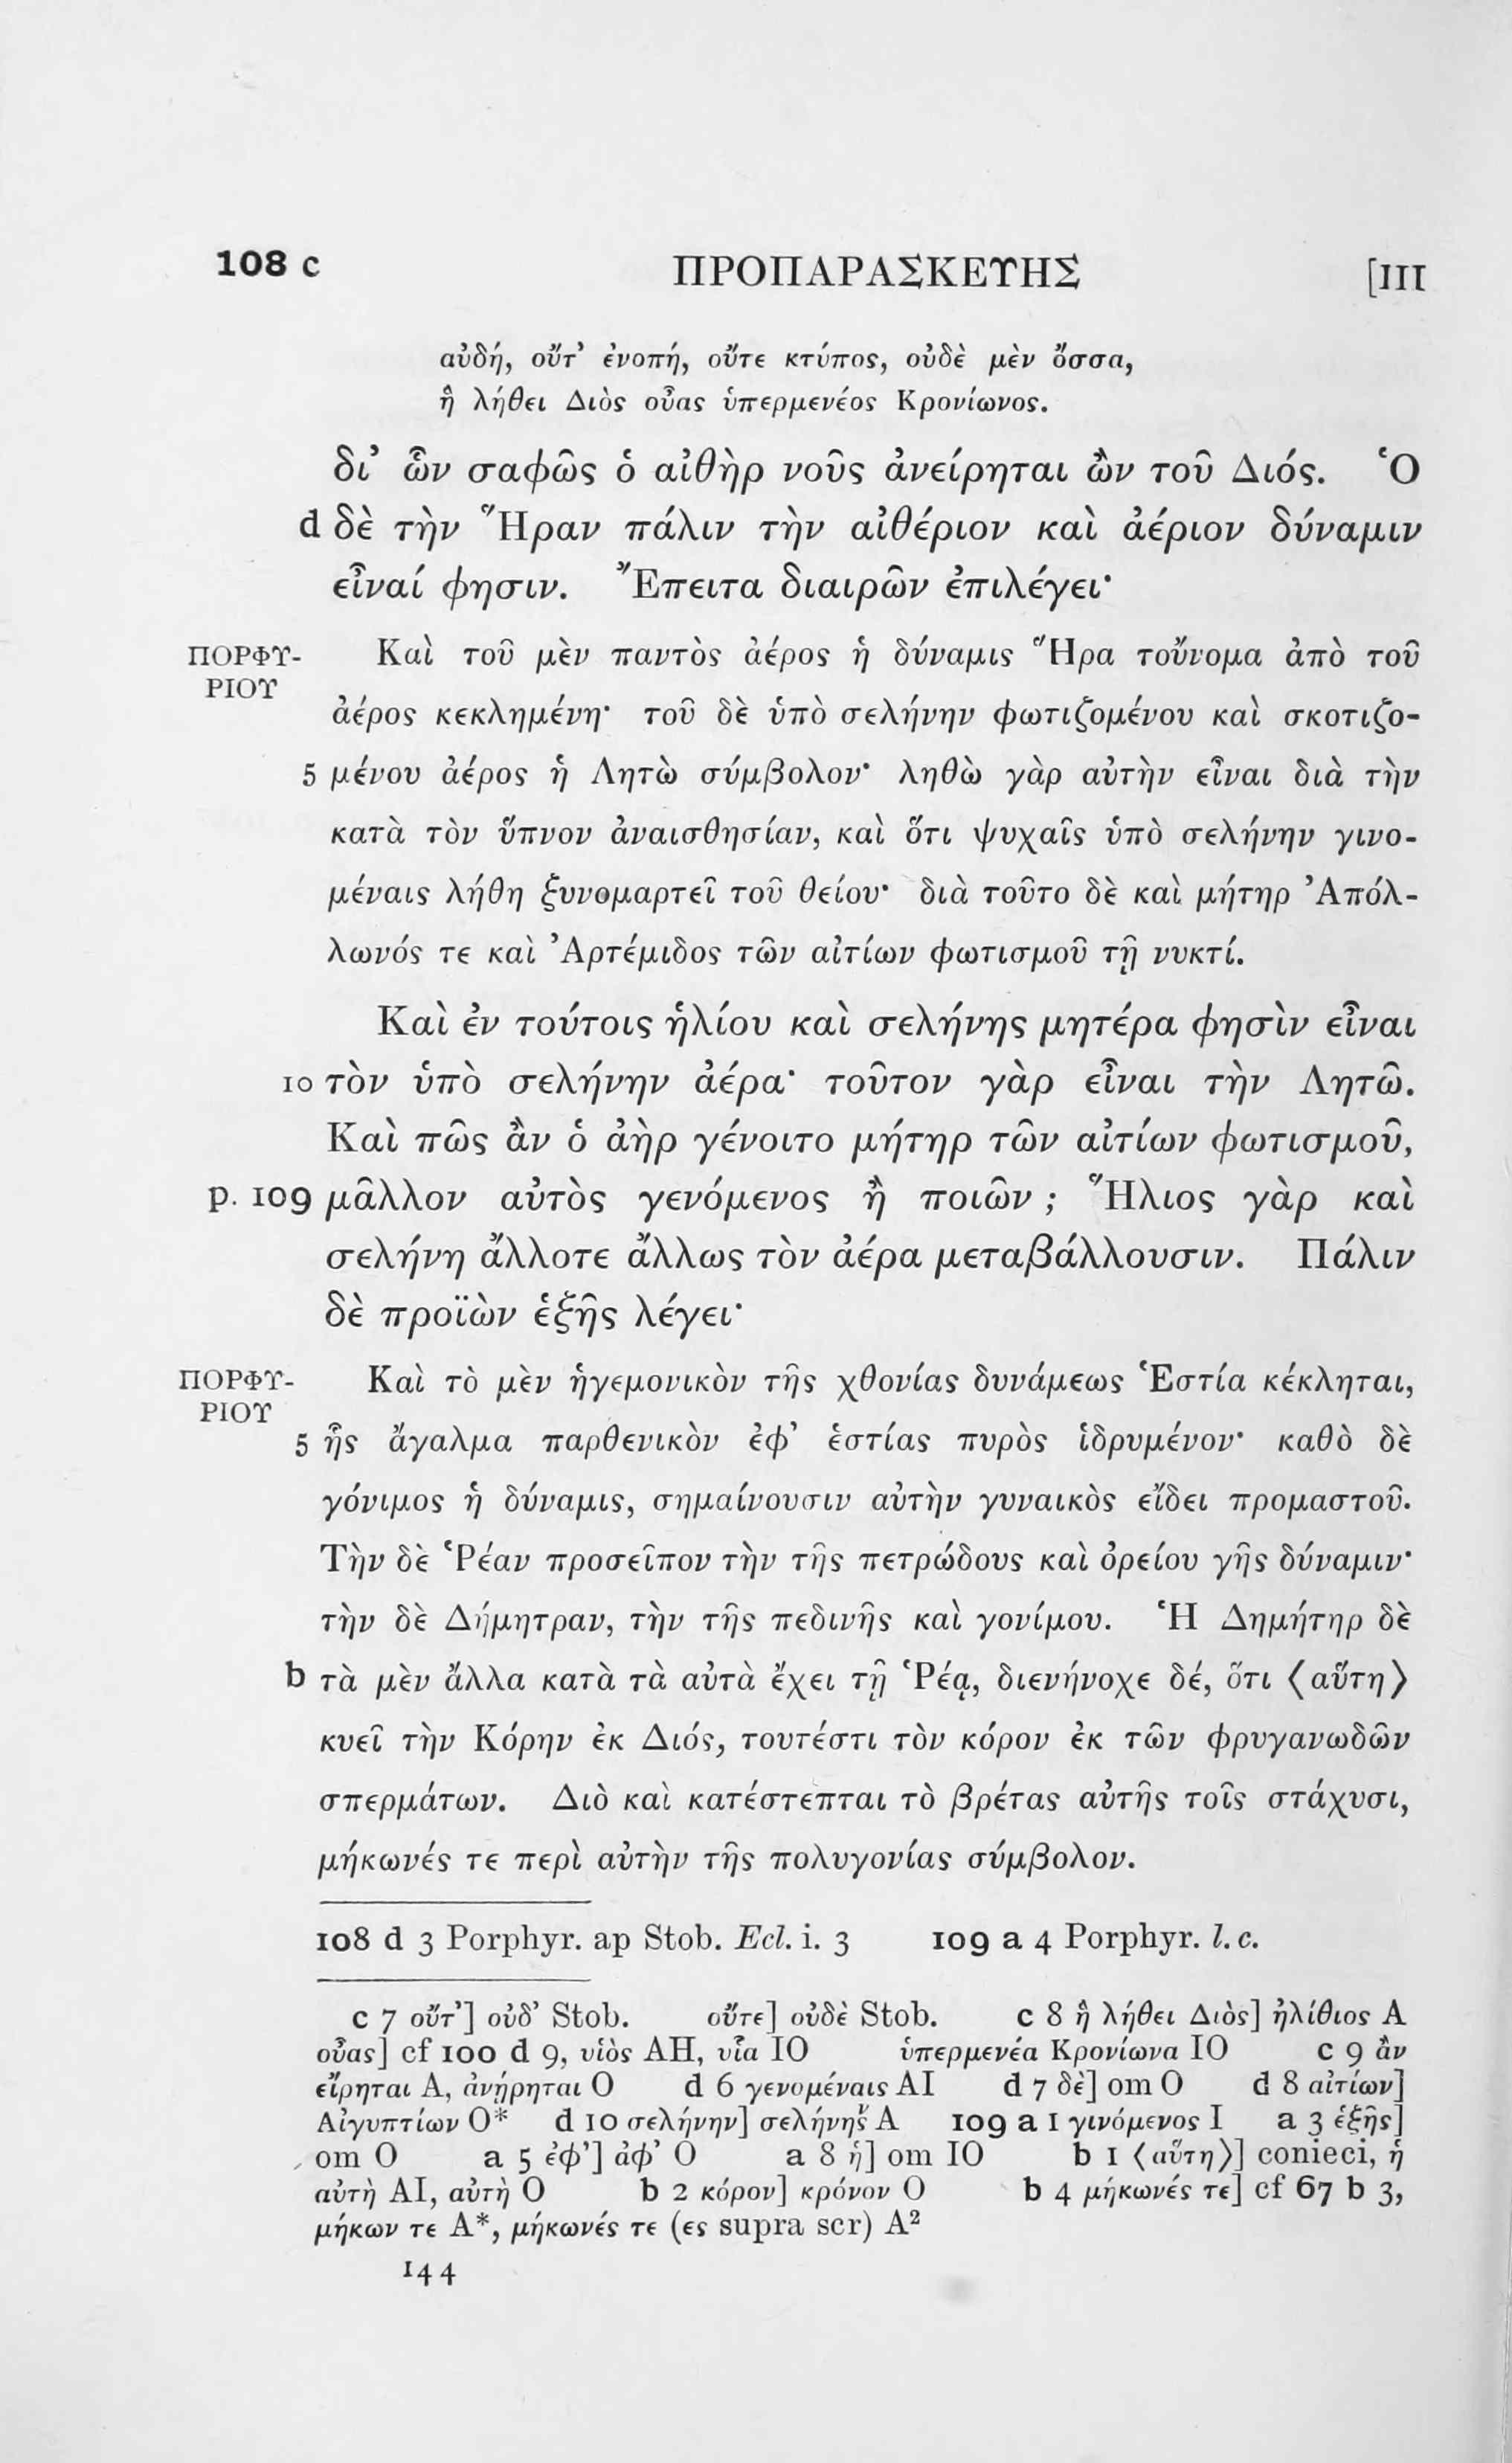 108 c ΠΡΟΠΑΡΑΣΚΕΥΗΣ [III
αὐδή, οὔτ᾽ ἐνοπή, οὔτε κτύπος, οὐδὲ μὲν ὄσσα,
ἣ λήθει Διὸς οὖας ὑπερμενέος Κρονίωνος.
δι᾽ ὧν σαφῶς ὁ αἰθὴρ νοῦς ἀνείρηται ὢν τοῦ Διός. Ὁ
d δὲ τὴν Ἥραν πάλιν τὴν αἰθέριον καὶ ἀέριον δύναμιν
εἶναί φησιν. Ἔπειτα διαιρῶν ἐπιλέγει·
ΠΟΡΦΥ- Καὶ τοῦ μὲν παντὸς ἀέρος ἡ δύναμις Ἥρα τοὔνομα ἀπὸ τοῦ
ΡΙΟΥ
ἀέρος κεκλημένη· τοῦ δὲ ὑπὸ σελήνην φωτιζομένου καὶ σκοτιζο-
5 μένου ἀέρος ἡ Λητὼ σύμβολον· ληθὼ γὰρ αὐτὴν εἶναι διὰ τὴν
κατὰ τὸν ὕπνον ἀναισθησίαν, καὶ ὅτι ψυχαῖς ὑπὸ σελήνην γινο-
μέναις λήθη ξυνομαρτεῖ τοῦ θείου· διὰ τοῦτο δὲ καὶ μήτηρ Ἀπόλ-
λωνός τε καὶ Ἀρτέμιδος τῶν αἰτίων φωτισμοῦ τῇ νυκτί.
Καὶ ἐν τούτοις ἡλίου καὶ σελήνης μητέρα φησὶν εἶναι
10 τὸν ὑπὸ σελήνην ἀέρα· τοῦτον γὰρ εἶναι τὴν Λητῶ.
Καὶ πῶς ἂν ὁ ἀὴρ γένοιτο μήτηρ τῶν αἰτίων φωτισμοῦ,
p. 109 μᾶλλον αὐτὸς γενόμενος ἢ ποιῶν ; Ἥλιος γὰρ καὶ
σελήνη ἄλλοτε ἄλλως τὸν ἀέρα μεταβάλλουσιν. Πάλιν
δὲ προϊὼν ἑξῆς λέγει·
ΠΟΡΦΥ- Καὶ τὸ μὲν ἡγεμονικὸν τῆς χθονίας δυνάμεως Ἑστία κέκληται,
ΡΙΟΥ
5 ἧς ἄγαλμα παρθενικὸν ἐφ᾽ ἑστίας πυρὸς ἱδρυμένον· καθὸ δὲ
γόνιμος ἡ δύναμις, σημαίνουσιν αὐτὴν γυναικὸς εἴδει προμαστοῦ.
Τὴν δὲ Ῥέαν προσεῖπον τὴν τῆς πετρώδους καὶ ὀρείου γῆς δύναμιν·
τὴν δὲ Δήμητραν, τὴν τῆς πεδινῆς καὶ γονίμου. Ἡ Δημήτηρ δὲ
b τὰ μὲν ἄλλα κατὰ τὰ αὐτὰ ἔχει τῇ Ῥέᾳ, διενήνοχε δέ, ὅτι ⟨αὕτη⟩
κυεῖ τὴν Κόρην ἐκ Διός, τουτέστι τὸν κόρον ἐκ τῶν φρυγανωδῶν
σπερμάτων. Διὸ καὶ κατέστεπται τὸ βρέτας αὐτῆς τοῖς στάχυσι,
μήκωνές τε περὶ αὐτὴν τῆς πολυγονίας σύμβολον.
108 d 3 Porphyr. ap Stob. Ecl. i. 3 109 a 4 Porphyr. l. c.
c 7 οὔτ᾽] οὐδ᾽ Stob. οὔτε] οὐδὲ Stob. c 8 ἣ λήθει Διὸς] ἠλίθιος A
οὖας] cf 100 d 9, υἱὸς AH, υἷα IO ὑπερμενέα Κρονίωνα IO c 9 ἂν
εἴρηται A, ἀνῄρηται O d 6 γενομέναις AI d 7 δὲ] om O d 8 αἰτίων]
Αἰγυπτίων O* d 10 σελήνην] σελήνης A 109 a 1 γινόμενος I a 3 ἑξῆς]
om O a 5 ἐφ᾽] ἀφ᾽ O a 8 ἡ] om IO b 1 ⟨αὕτη⟩] conieci, ἡ
αὐτὴ AI, αὐτὴ O b 2 κόρον] κρόνον O b 4 μήκωνές τε] cf 67 b 3,
μήκων τε A*, μήκωνές τε (ες supra scr) A²
144